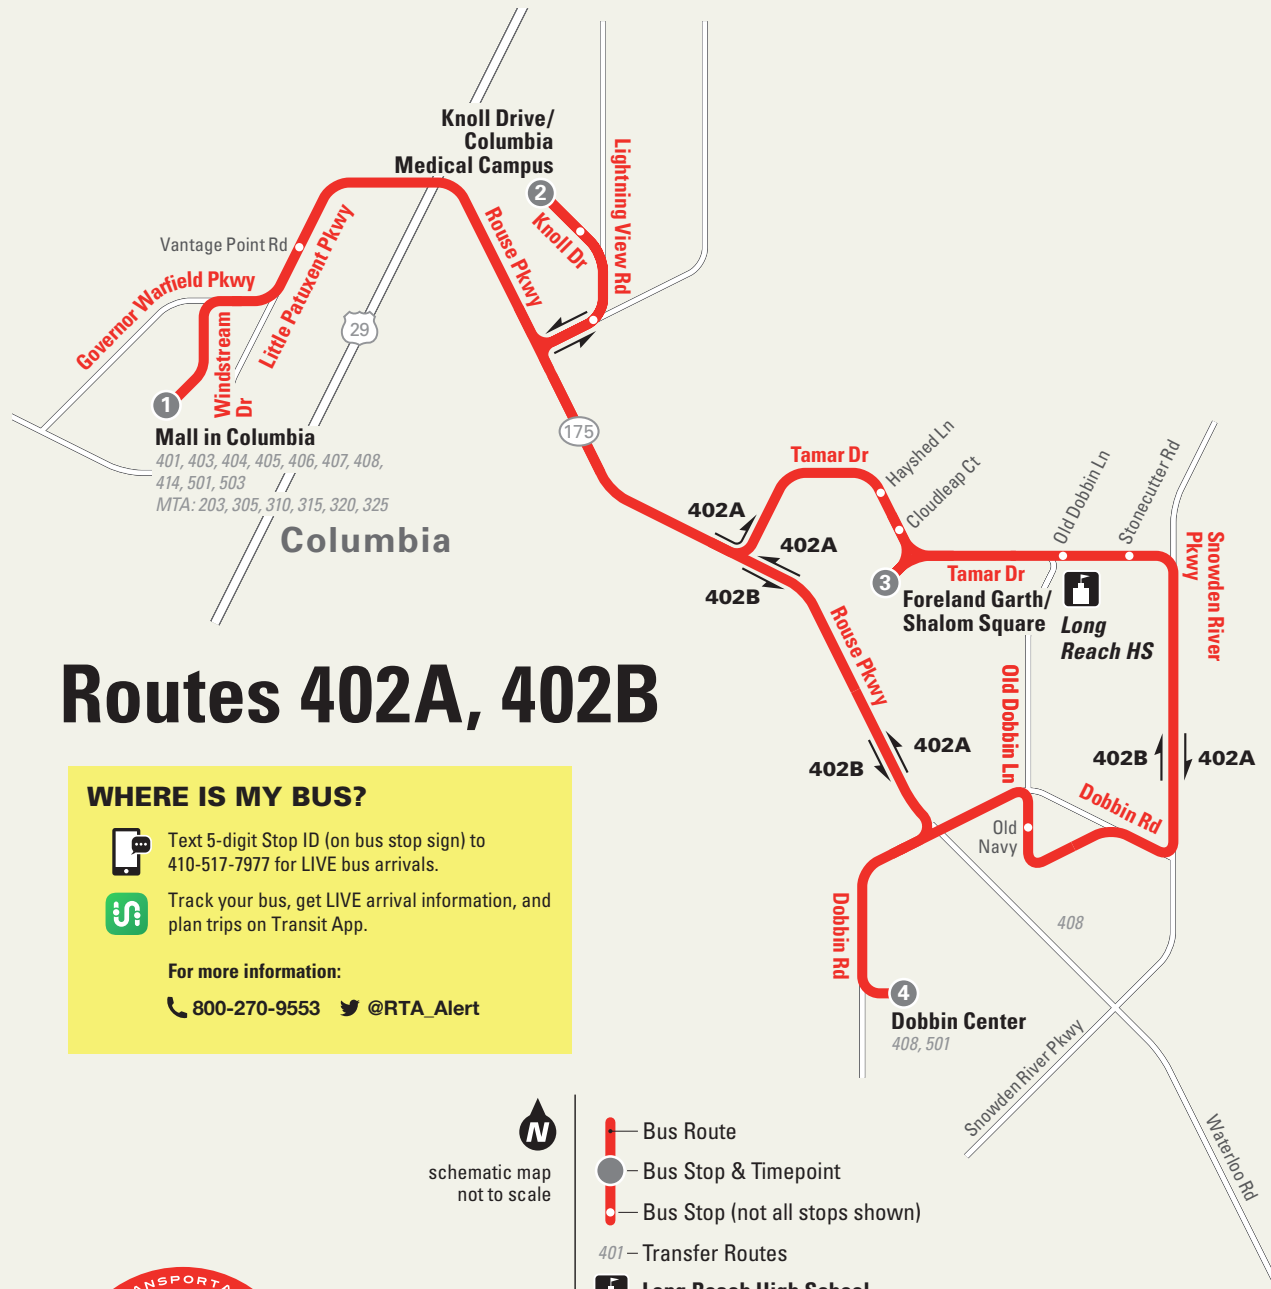 Knoll Drive/
Columbia
Medical Campus
2
Knoll Dr
Lightning View Rd
Rouse Pkwy
Vantage Point Rd
Governor Warfield Pkwy
Little Patuxent Pkwy
Windstream
Dr
29
1
Mall in Columbia
401, 403, 404, 405, 406, 407, 408,
414, 501, 503
MTA: 203, 305, 310, 315, 320, 325
Columbia
175
Tamar Dr
Hayshed Ln
Cloudleap Ct
Old Dobbin Ln
Stonecutter Rd
Snowden River
Pkwy
402A
402A
402B
3
Tamar Dr
Foreland Garth/
Shalom Square
Long
Reach HS
Rouse Pkwy
Old Dobbin Ln
402A
402B
402B
402A
Dobbin Rd
Old
Navy
Dobbin Rd
408
4
Dobbin Center
408, 501
Snowden River Pkwy
Waterloo Rd
Routes 402A, 402B
WHERE IS MY BUS?
Text 5-digit Stop ID (on bus stop sign) to
410-517-7977 for LIVE bus arrivals.
Track your bus, get LIVE arrival information, and
plan trips on Transit App.
For more information:
800-270-9553 @RTA_Alert
N
schematic map
not to scale
Bus Route
Bus Stop & Timepoint
Bus Stop (not all stops shown)
401 – Transfer Routes
Long Reach High School